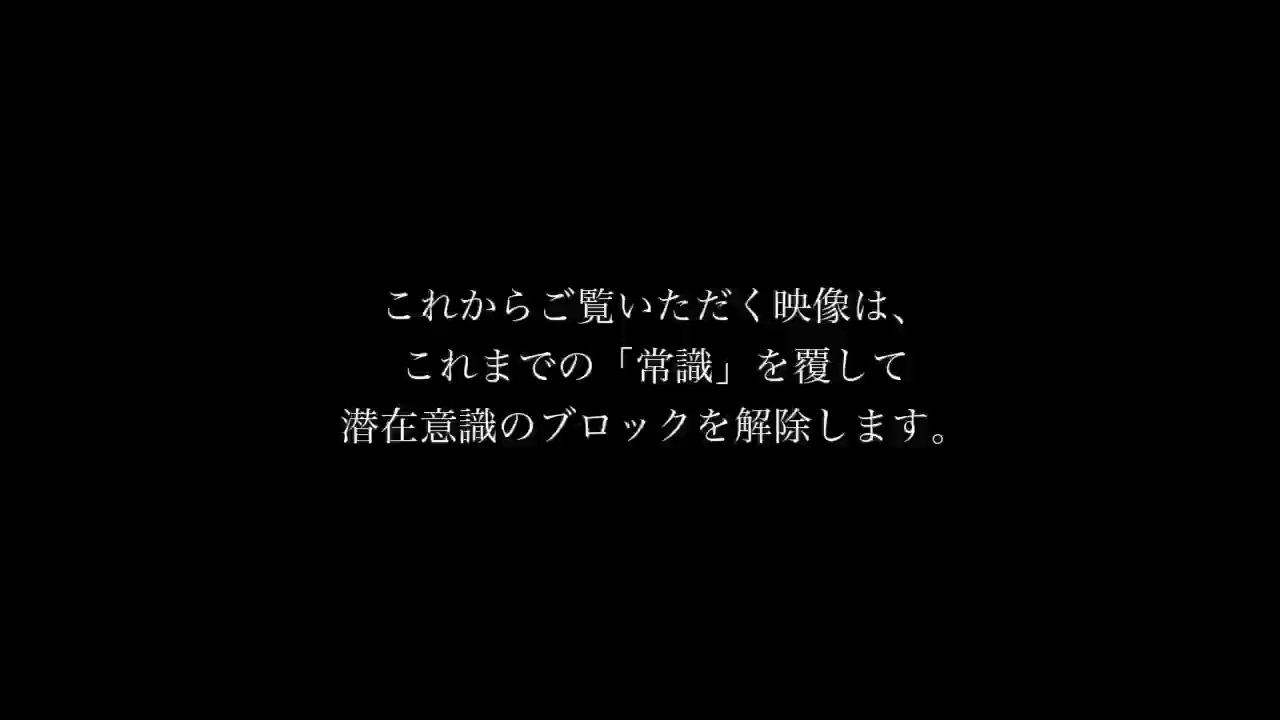 これからご覧いただく映像は、
これまでの「常識」を覆して
潜在意識のブロックを解除します。